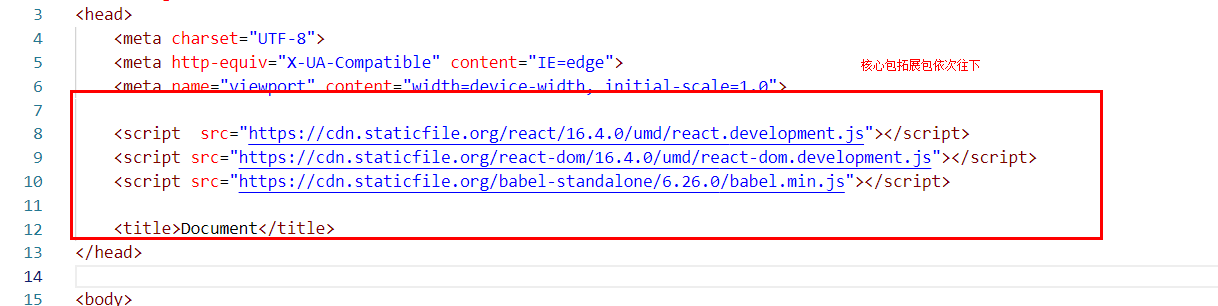 3 <head>
4 <meta charset="UTF-8">
5 <meta http-equiv="X-UA-Compatible" content="IE=edge">
核心包拓展包依次往下
6 <meta name="viewport" content="width=device-width, initial-scale=1.0">
7
8 <script  src="https://cdn.staticfile.org/react/16.4.0/umd/react.development.js"></script>
9 <script src="https://cdn.staticfile.org/react-dom/16.4.0/umd/react-dom.development.js"></script>
10 <script src="https://cdn.staticfile.org/babel-standalone/6.26.0/babel.min.js"></script>
11
12 <title>Document</title>
13 </head>
14
15 <body>